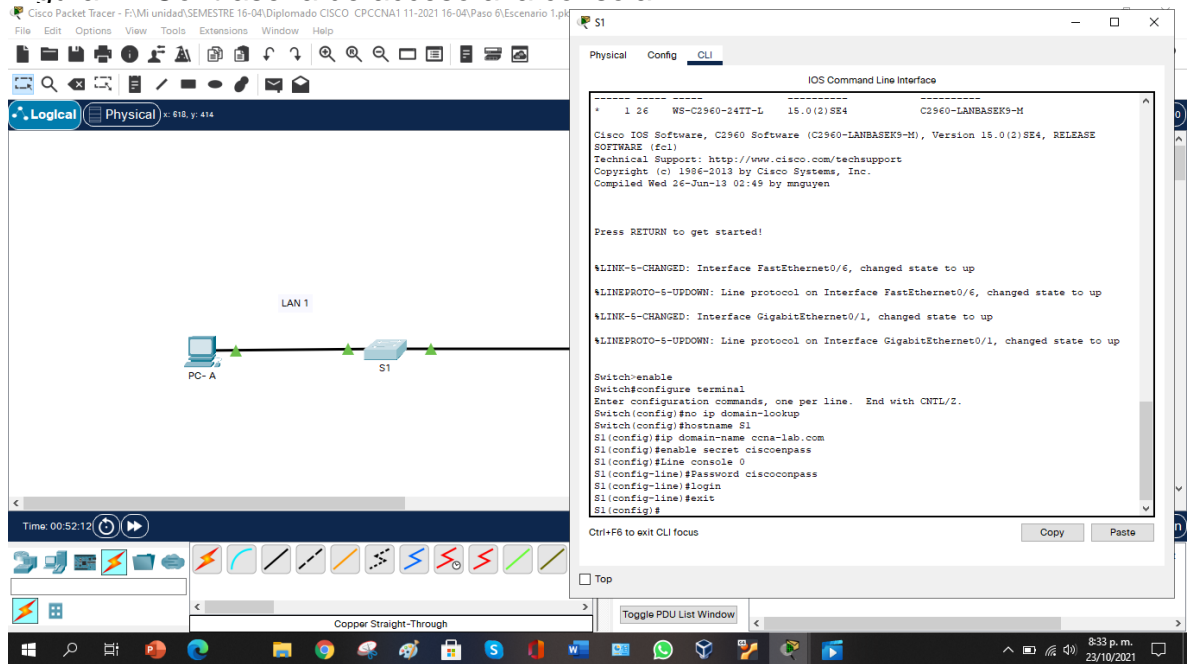 Cisco Packet Tracer - F:\Mi unidad\SEMESTRE 16-04\Diplomado CISCO CPCCNA1 11-2021 16-04\Paso 6\Escenario 1.pk
File Edit Options View Tools Extensions Window Help
Logical
Physical
x: 618, y: 414
LAN 1
PC- A
S1
Time: 00:52:12
Copper Straight-Through
S1
Physical Config CLI
IOS Command Line Interface
------ ----- ----- ---------- ----------
* 1 26 WS-C2960-24TT-L 15.0(2)SE4 C2960-LANBASEK9-M
Cisco IOS Software, C2960 Software (C2960-LANBASEK9-M), Version 15.0(2)SE4, RELEASE
SOFTWARE (fc1)
Technical Support: http://www.cisco.com/techsupport
Copyright (c) 1986-2013 by Cisco Systems, Inc.
Compiled Wed 26-Jun-13 02:49 by mnguyen
Press RETURN to get started!
%LINK-5-CHANGED: Interface FastEthernet0/6, changed state to up
%LINEPROTO-5-UPDOWN: Line protocol on Interface FastEthernet0/6, changed state to up
%LINK-5-CHANGED: Interface GigabitEthernet0/1, changed state to up
%LINEPROTO-5-UPDOWN: Line protocol on Interface GigabitEthernet0/1, changed state to up
Switch>enable
Switch#configure terminal
Enter configuration commands, one per line. End with CNTL/Z.
Switch(config)#no ip domain-lookup
Switch(config)#hostname S1
S1(config)#ip domain-name ccna-lab.com
S1(config)#enable secret ciscoenpass
S1(config)#Line console 0
S1(config-line)#Password ciscoconpass
S1(config-line)#login
S1(config-line)#exit
S1(config)#
Ctrl+F6 to exit CLI focus
Copy
Paste
Top
Toggle PDU List Window
8:33 p. m.
23/10/2021